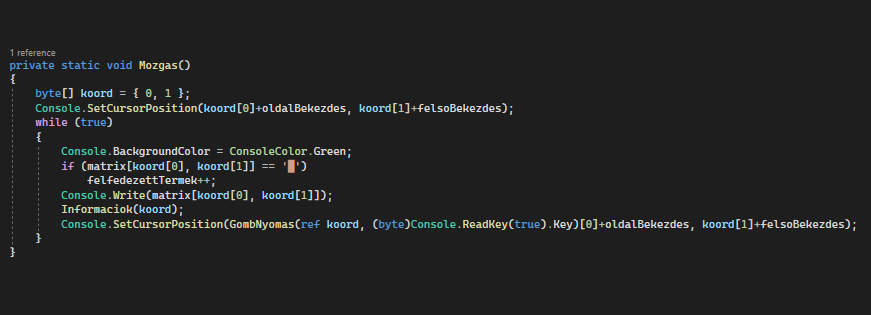 1 reference
private static void Mozgas()
{
byte[] koord = { 0, 1 };
Console.SetCursorPosition(koord[0]+oldalBekezdes, koord[1]+felsoBekezdes);
while (true)
{
Console.BackgroundColor = ConsoleColor.Green;
if (matrix[koord[0], koord[1]] == '█')
felfedezettTermek++;
Console.Write(matrix[koord[0], koord[1]]);
Informaciok(koord);
Console.SetCursorPosition(GombNyomas(ref koord, (byte)Console.ReadKey(true).Key)[0]+oldalBekezdes, koord[1]+felsoBekezdes);
}
}